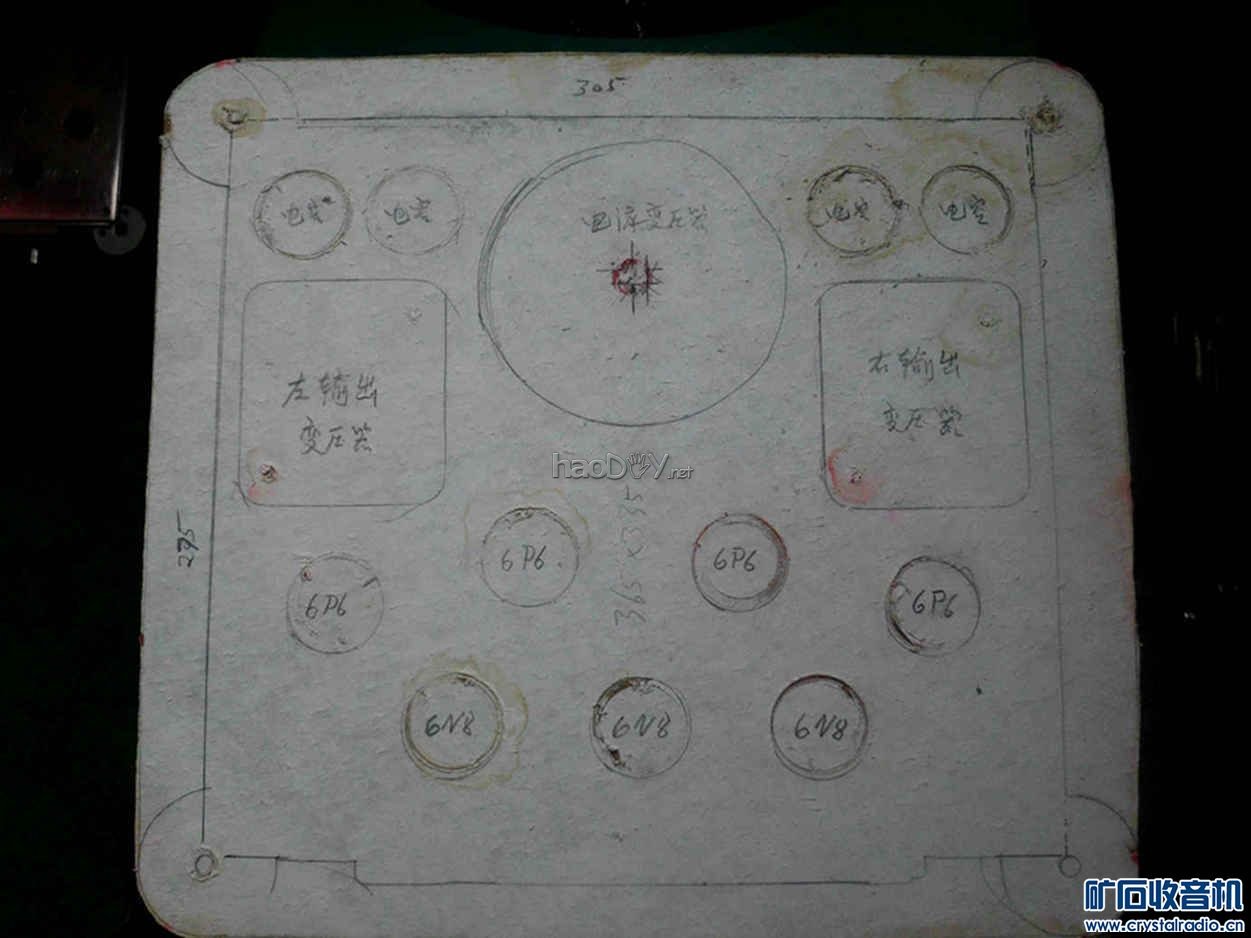 305
电容 电容 电源变压器 电容 电容
左输出
变压器
右输出
变压器
haoDIY.net
275
365×335
6P6 6P6 6P6 6P6
6N8 6N8 6N8
矿石收音机
www.crystalradio.cn